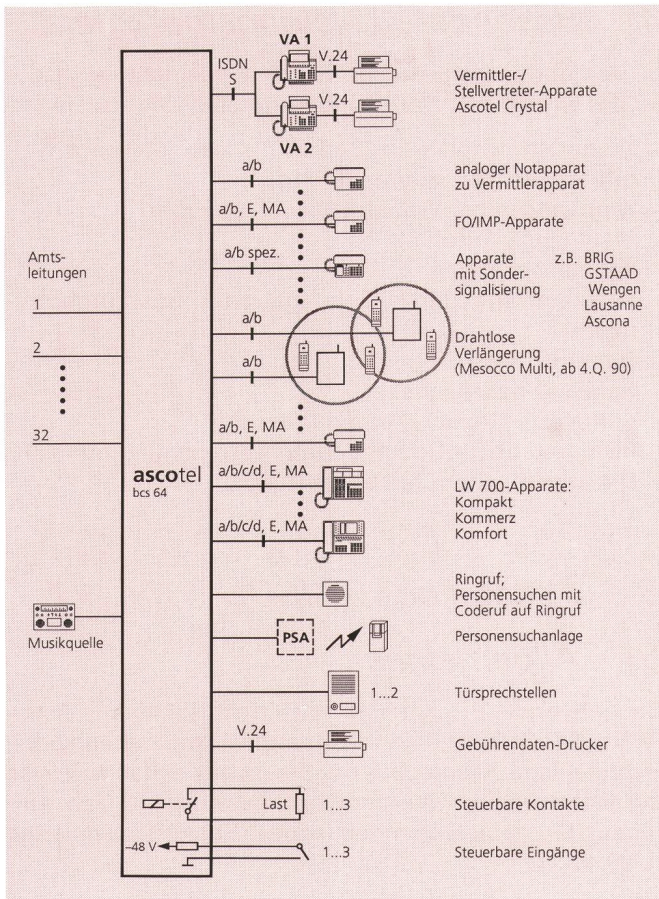 VA 1
ISDN
S
V.24
V.24
VA 2
Vermittler-/
Stellvertreter-Apparate
Ascotel Crystal
a/b
analoger Notapparat
zu Vermittlerapparat
a/b, E, MA
FO/IMP-Apparate
a/b spez.
Apparate
mit Sonder-
signalisierung
z.B. BRIG
GSTAAD
Wengen
Lausanne
Ascona
Amts-
leitungen
1
2
32
a/b
a/b
Drahtlose
Verlängerung
(Mesocco Multi, ab 4.Q. 90)
a/b, E, MA
ascotel
bcs 64
a/b/c/d, E, MA
a/b/c/d, E, MA
LW 700-Apparate:
Kompakt
Kommerz
Komfort
Ringruf;
Personensuchen mit
Coderuf auf Ringruf
Musikquelle
PSA
Personensuchanlage
1...2
Türsprechstellen
V.24
Gebührendaten-Drucker
Last
1...3
Steuerbare Kontakte
–48 V
1...3
Steuerbare Eingänge